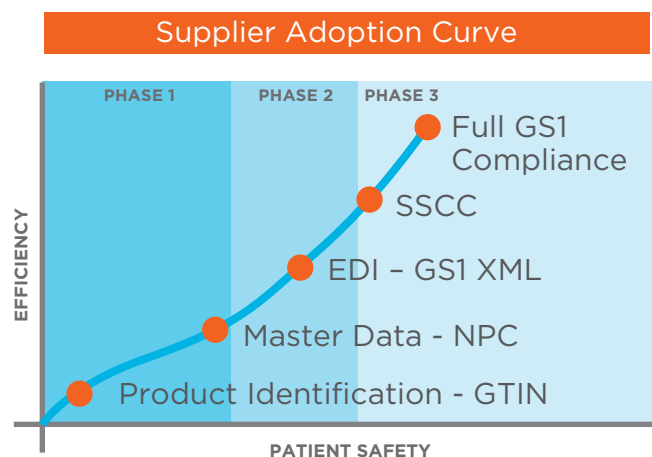 Supplier Adoption Curve
PHASE 1
PHASE 2
PHASE 3
Full GS1
Compliance
SSCC
EDI – GS1 XML
Master Data - NPC
Product Identification - GTIN
EFFICIENCY
PATIENT SAFETY